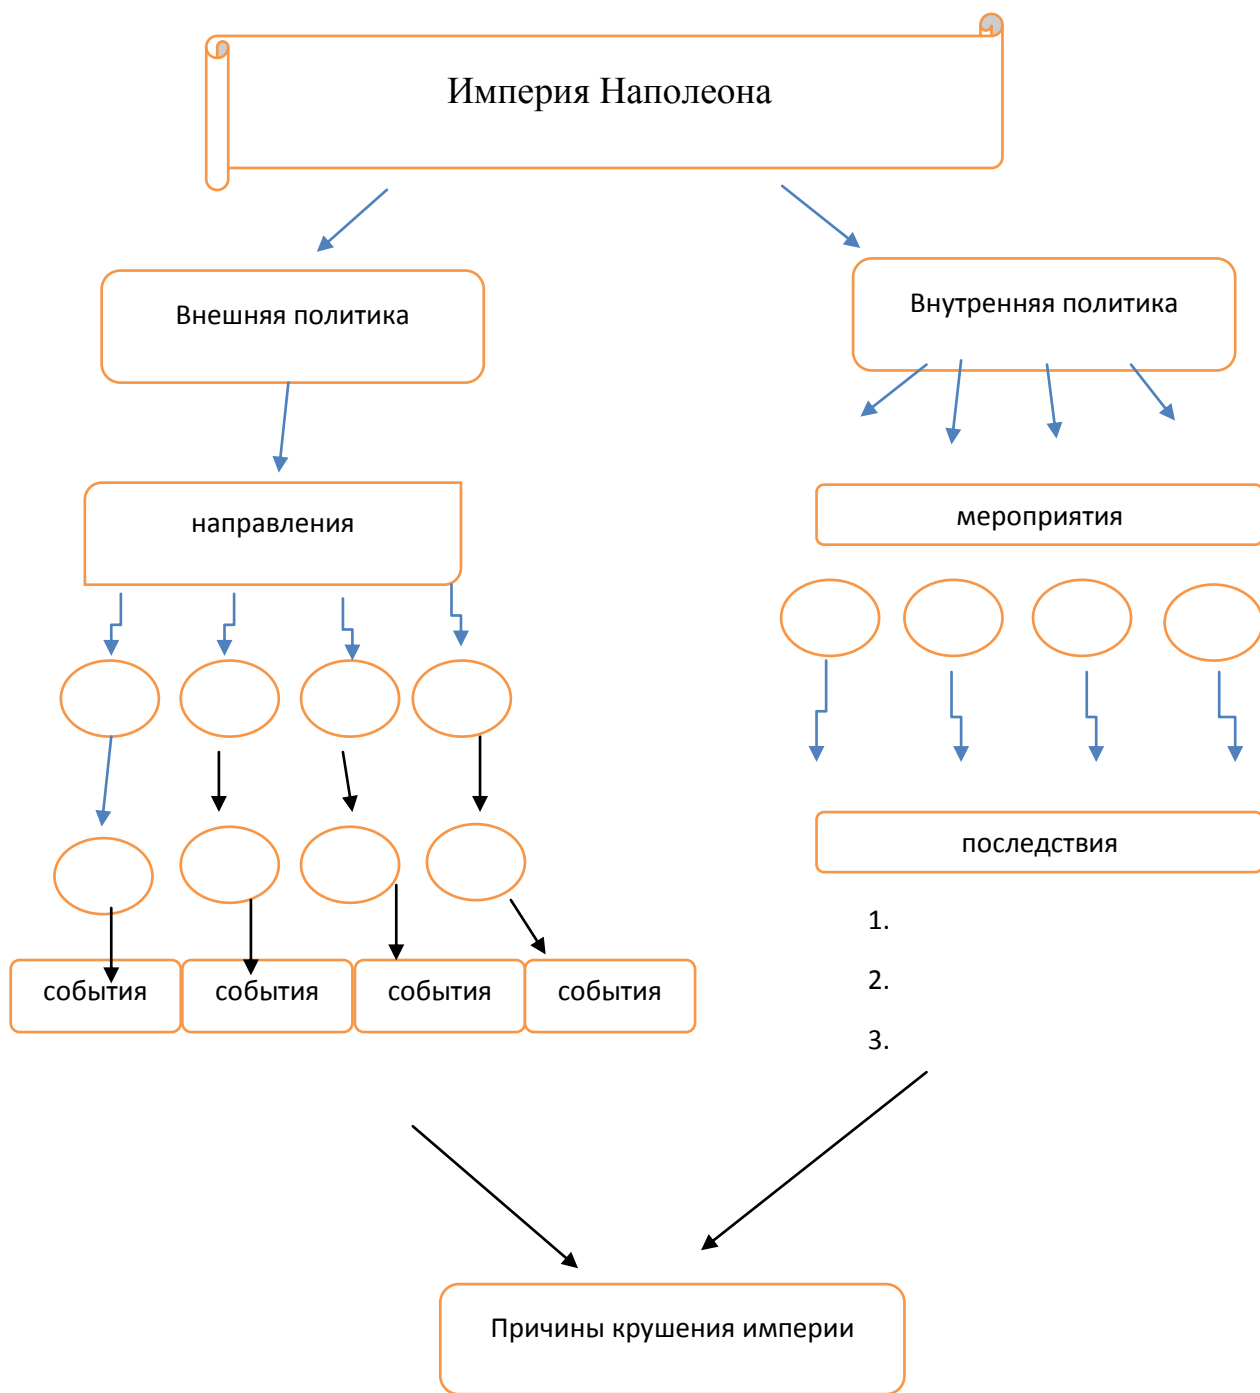 Империя Наполеона
Внешняя политика
Внутренняя политика
направления
мероприятия
последствия
1.
2.
3.
события
события
события
события
Причины крушения империи